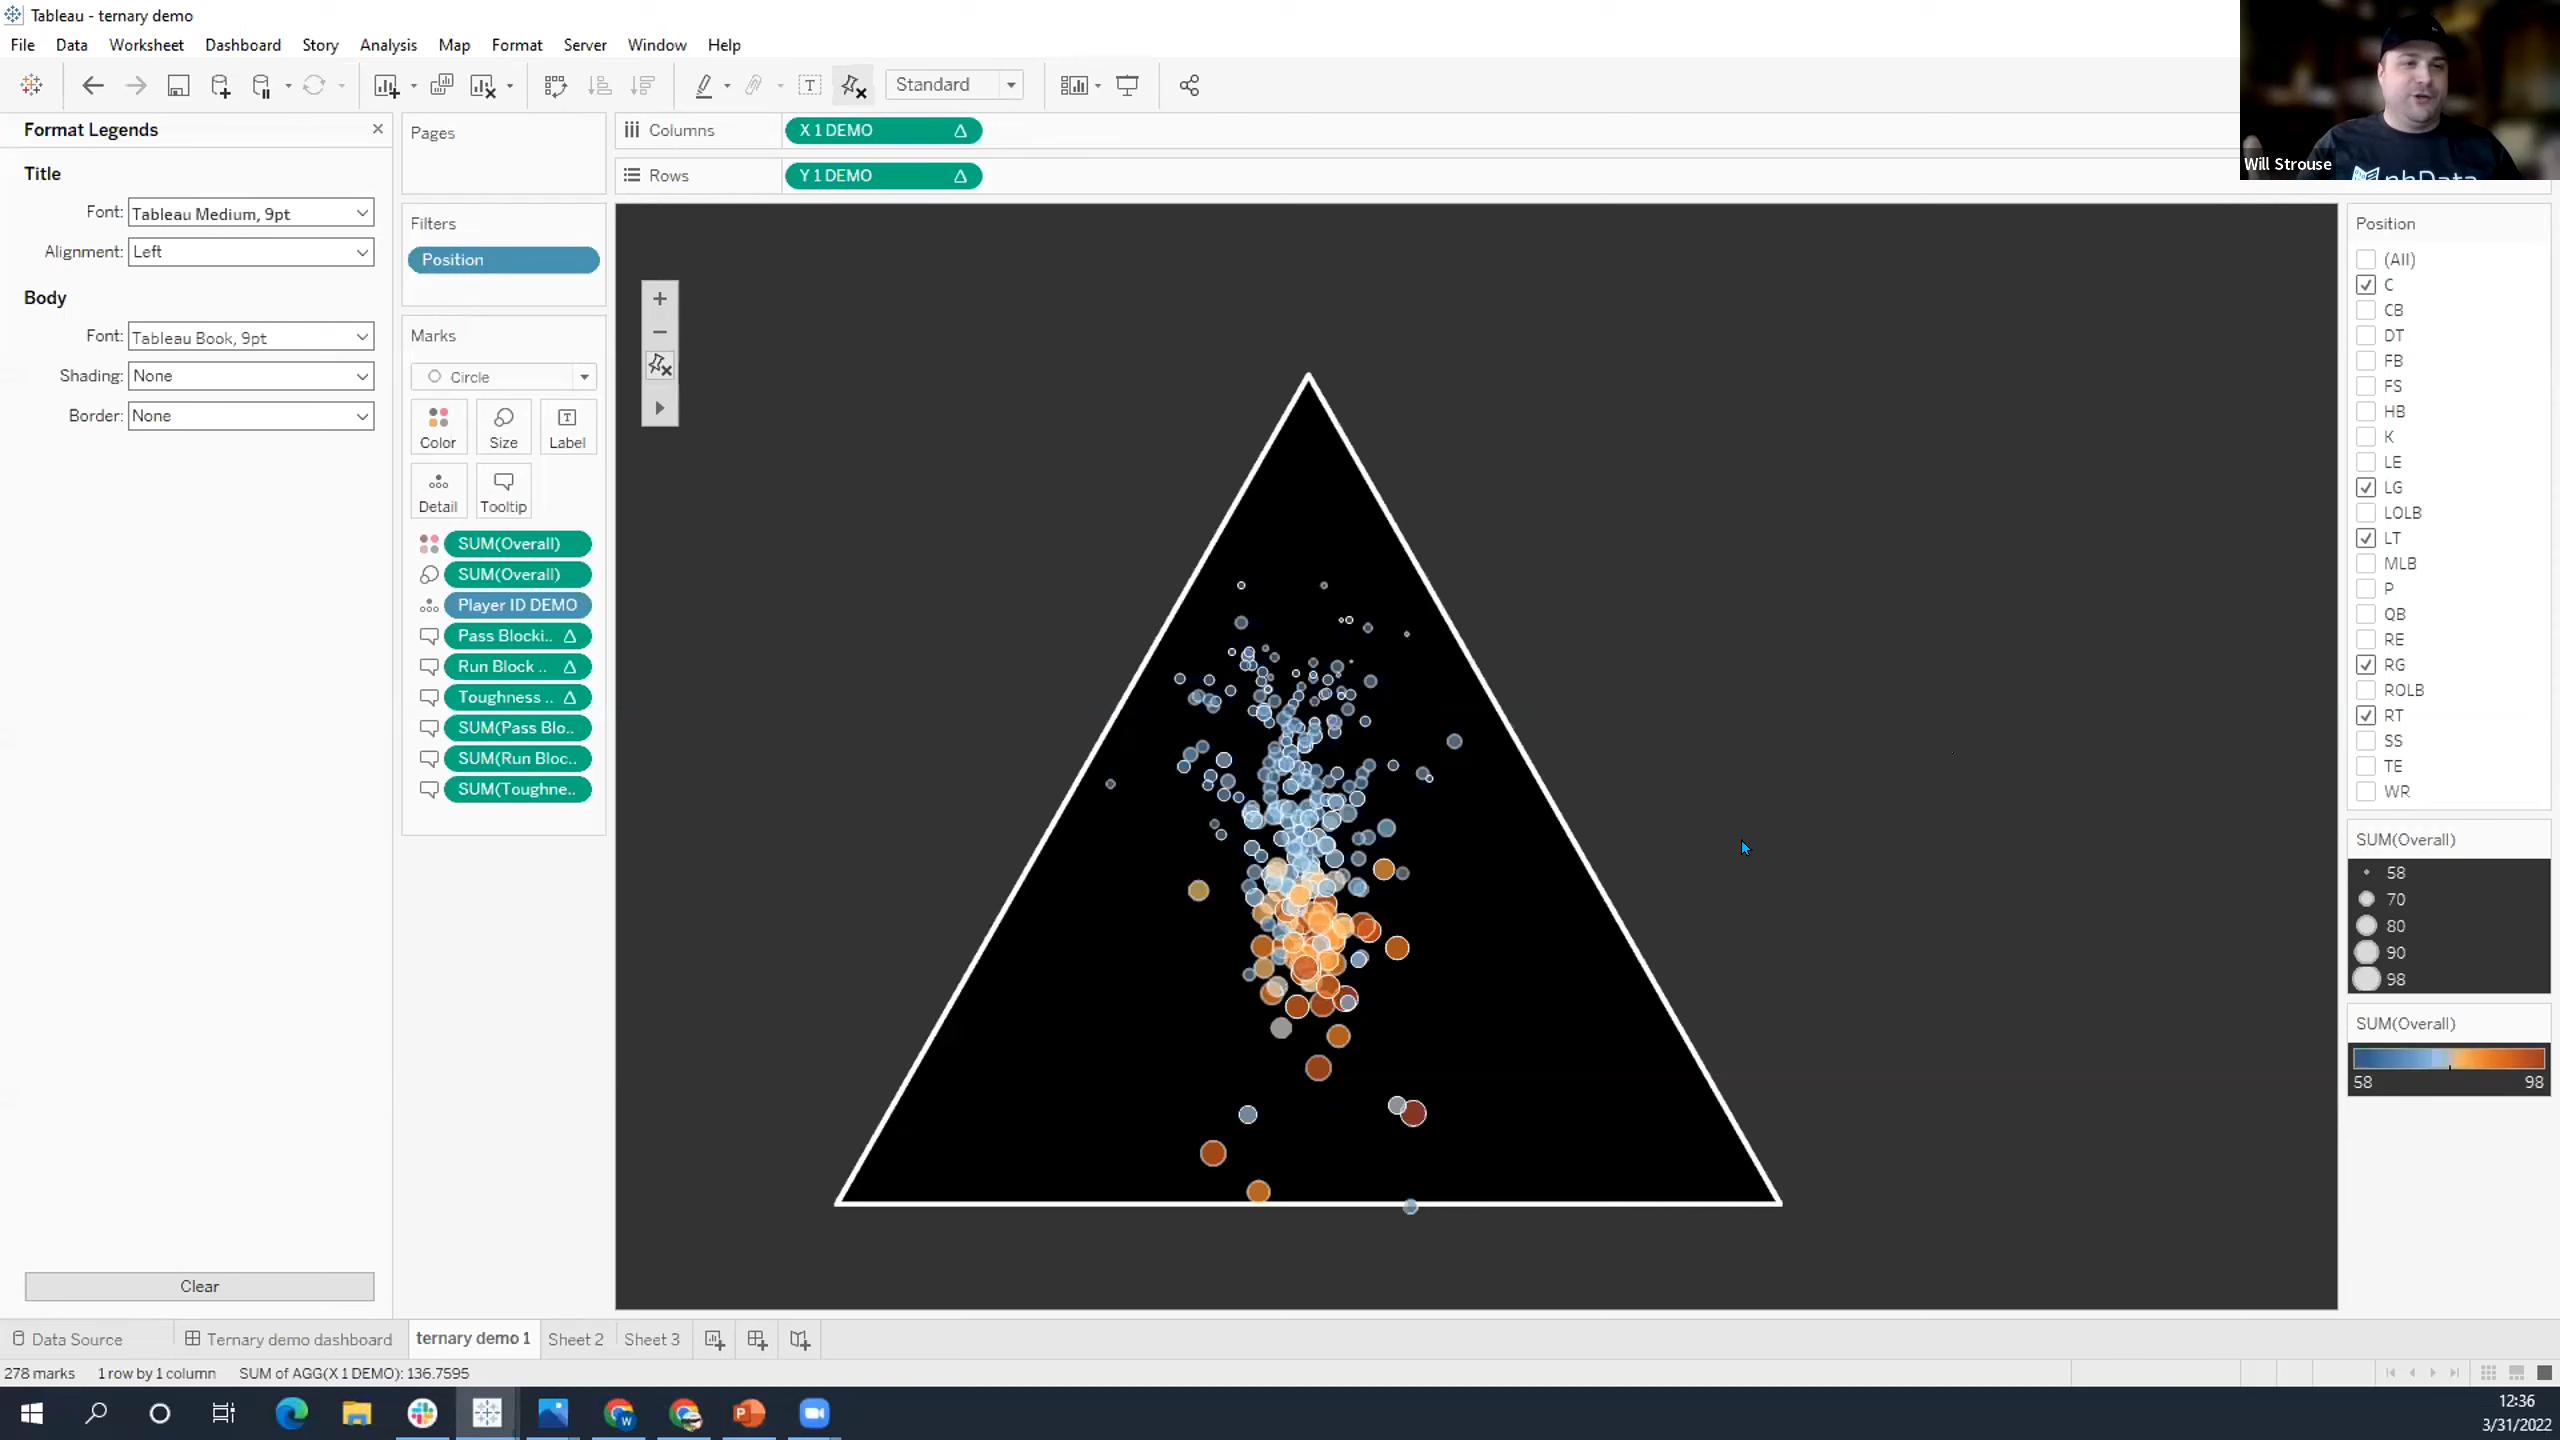 Tableau - ternary demo
File Data Worksheet Dashboard Story Analysis Map Format Server Window Help
Standard
Will Strouse
Format Legends
Title
Font: Tableau Medium, 9pt
Alignment: Left
Body
Font: Tableau Book, 9pt
Shading: None
Border: None
Clear
Pages
Filters
Position
Marks
Circle
Color Size Label
Detail Tooltip
SUM(Overall)
SUM(Overall)
Player ID DEMO
Pass Blocki..
Run Block ..
Toughness ..
SUM(Pass Blo..
SUM(Run Bloc..
SUM(Toughne..
Columns X 1 DEMO
Rows Y 1 DEMO
Position
(All)
C
CB
DT
FB
FS
HB
K
LE
LG
LOLB
LT
MLB
P
QB
RE
RG
ROLB
RT
SS
TE
WR
SUM(Overall)
58
70
80
90
98
SUM(Overall)
58 98
Data Source Ternary demo dashboard ternary demo 1 Sheet 2 Sheet 3
278 marks 1 row by 1 column SUM of AGG(X 1 DEMO): 136.7595
12:36
3/31/2022